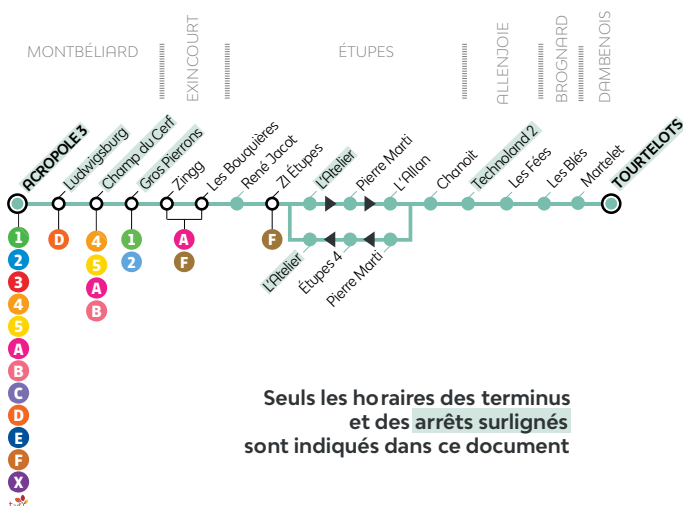 MONTBÉLIARD
EXINCOURT
ÉTUPES
ALLENJOIE
BROGNARD
DAMBENOIS
ACROPOLE 3
Ludwigsburg
Champ du Cerf
Gros Pierrons
Zingg
Les Bouquières
René Jacot
ZI Étupes
L'Atelier
Pierre Marti
L'Allan
Chanoit
Technoland 2
Les Fées
Les Blés
Martelet
TOURTELOTS
L'Atelier
Étupes 4
Pierre Marti
1
2
3
4
5
A
B
C
D
E
F
X
D
4
5
A
B
1
2
A
F
F
Seuls les horaires des terminus
et des arrêts surlignés
sont indiqués dans ce document